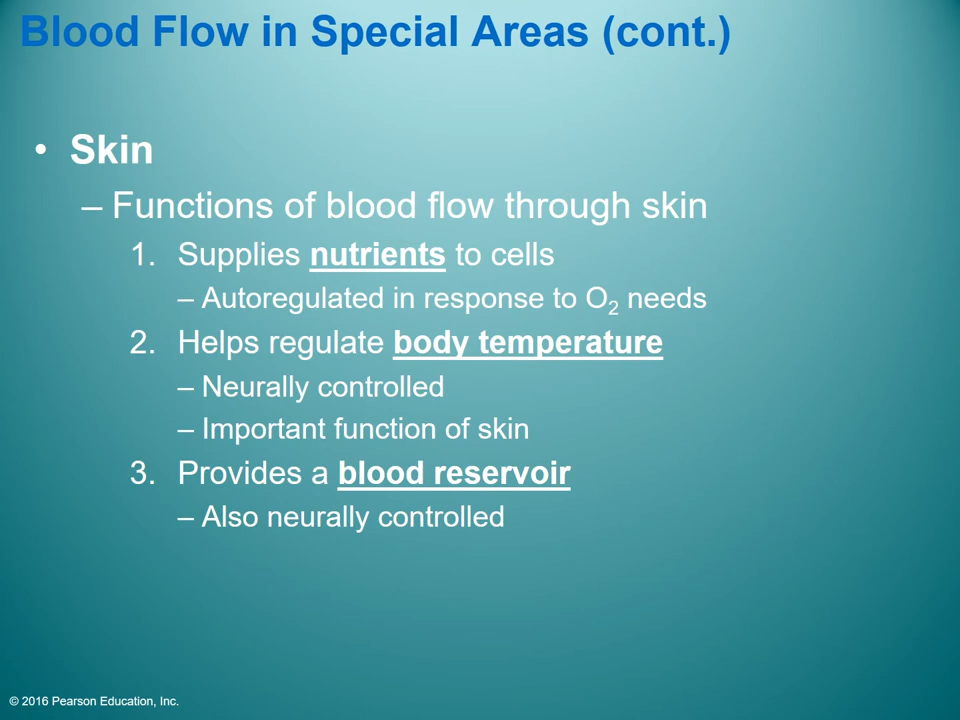 Blood Flow in Special Areas (cont.)
• Skin
– Functions of blood flow through skin
1. Supplies nutrients to cells
– Autoregulated in response to O₂ needs
2. Helps regulate body temperature
– Neurally controlled
– Important function of skin
3. Provides a blood reservoir
– Also neurally controlled
© 2016 Pearson Education, Inc.